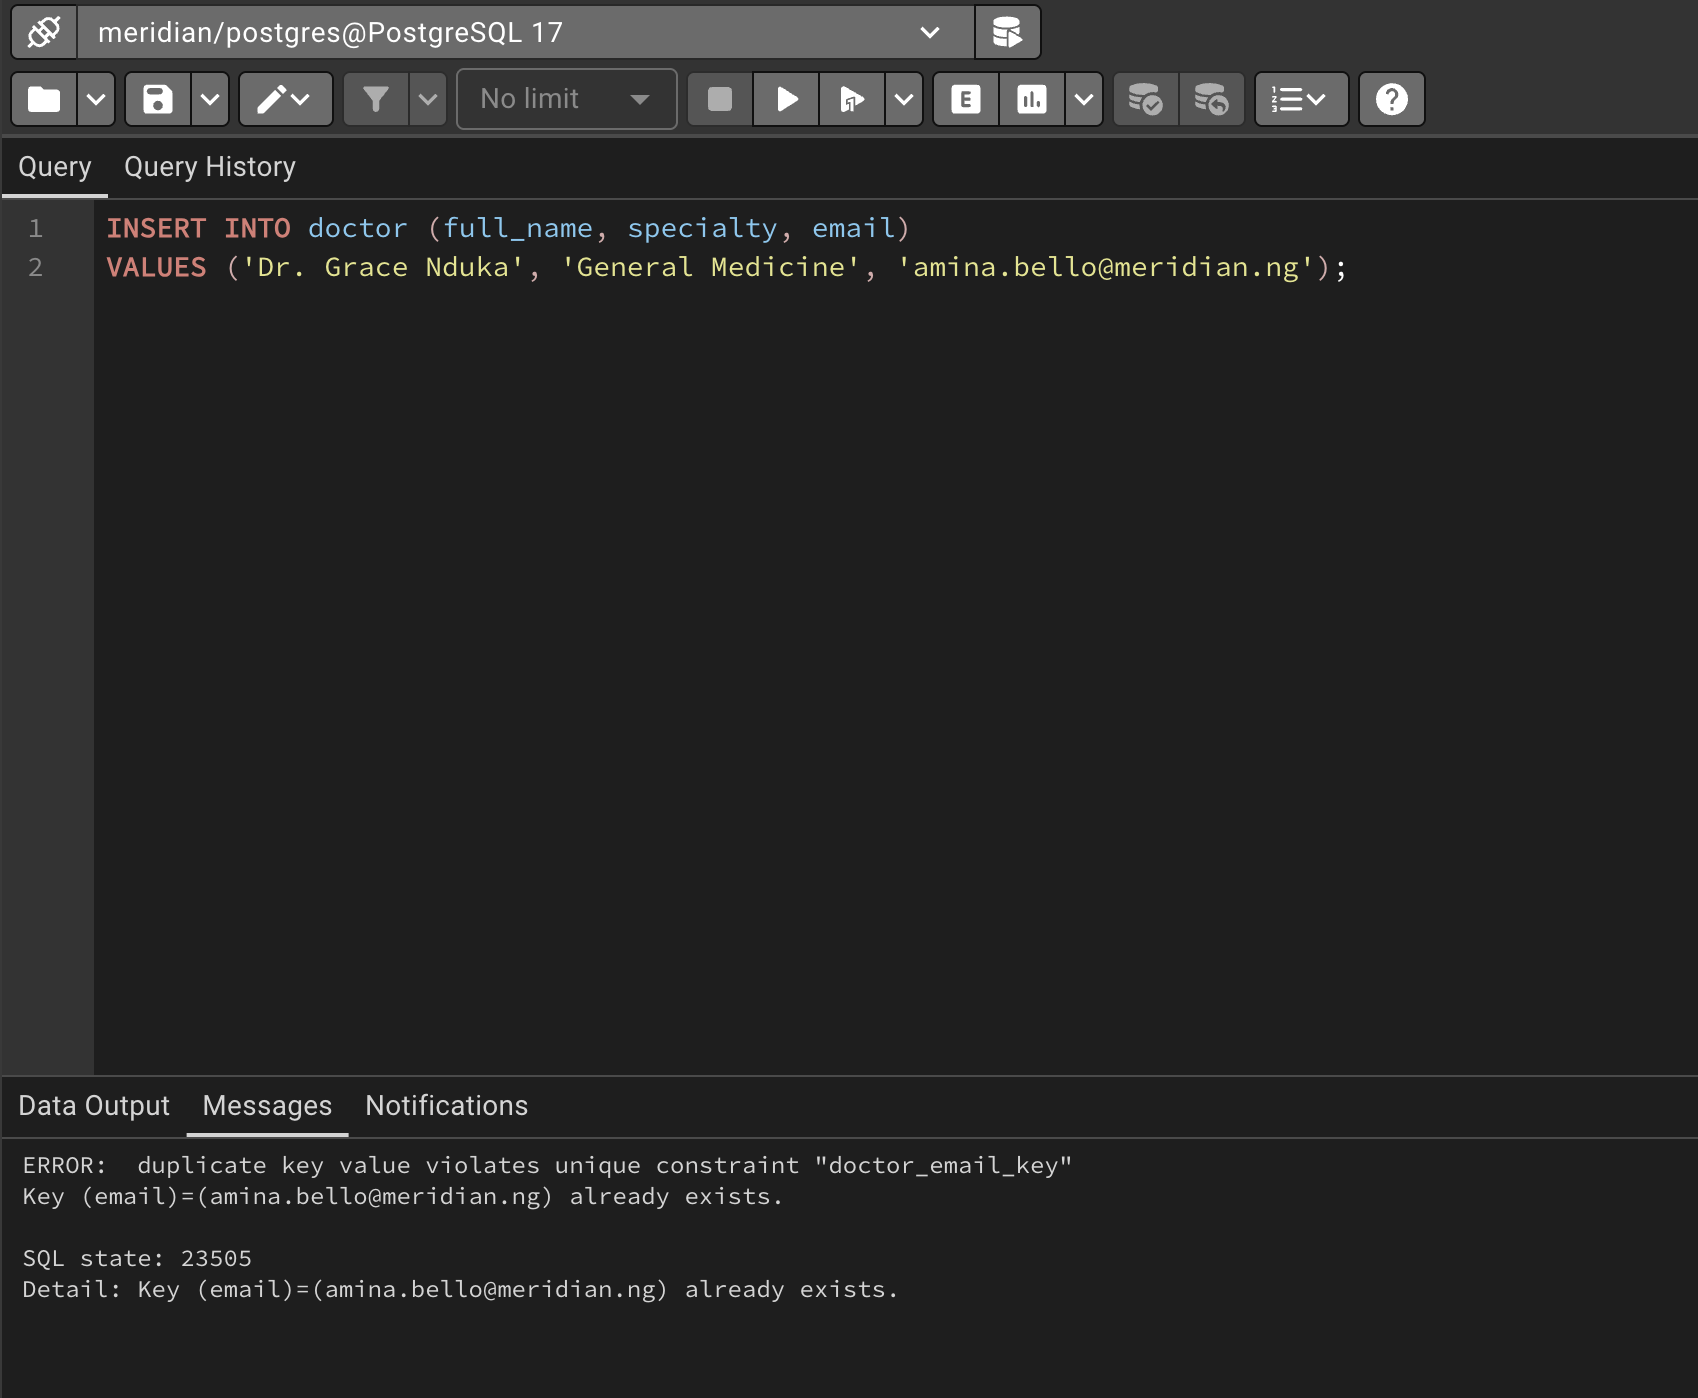 meridian/postgres@PostgreSQL 17
No limit
Query Query History
1 INSERT INTO doctor (full_name, specialty, email)
2 VALUES ('Dr. Grace Nduka', 'General Medicine', 'amina.bello@meridian.ng');
Data Output Messages Notifications
ERROR:  duplicate key value violates unique constraint "doctor_email_key"
Key (email)=(amina.bello@meridian.ng) already exists.
SQL state: 23505
Detail: Key (email)=(amina.bello@meridian.ng) already exists.